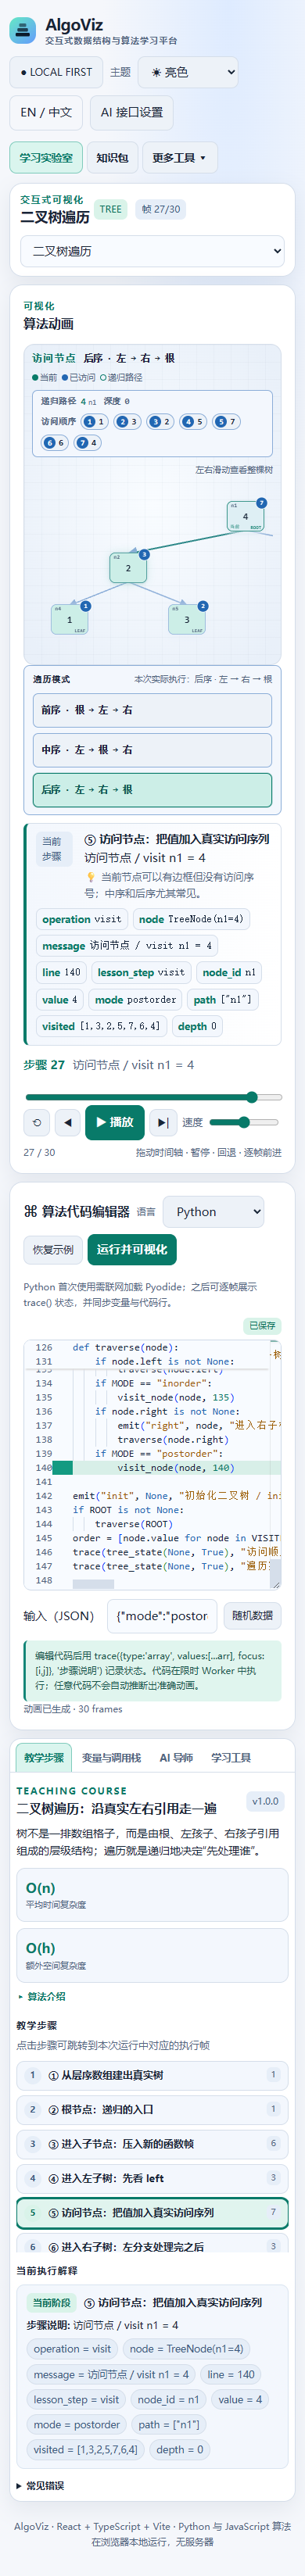 AlgoViz
交互式数据结构与算法学习平台
● LOCAL FIRST 主题 ☀ 亮色
EN / 中文 AI 接口设置
学习实验室 知识包 更多工具 ▾
交互式可视化
二叉树遍历 TREE 帧 27/30
二叉树遍历
可视化
算法动画
访问节点 后序 · 左 → 右 → 根
当前 已访问 递归路径
递归路径 4 n1 深度 0
访问顺序 1 1 2 3 3 2 4 5 5 7
6 6 7 4
左右滑动查看整棵树
n1 7
4
ROOT
n2 3
2
n4 1 n5 2
1 3
LEAF LEAF
遍历模式 本次实际执行：后序 · 左 → 右 → 根
前序 · 根 → 左 → 右
中序 · 左 → 根 → 右
后序 · 左 → 右 → 根
当前步骤 ⑤ 访问节点：把值加入真实访问序列
访问节点 / visit n1 = 4
💡 当前节点可以有边框但没有访问序
号；中序和后序尤其常见。
operation visit node TreeNode(n1=4)
message 访问节点 / visit n1 = 4
line 140 lesson_step visit node_id n1
value 4 mode postorder path ["n1"]
visited [1,3,2,5,7,6,4] depth 0
步骤 27 访问节点 / visit n1 = 4
⟲ ◀ ▶ 播放 ▶| 速度
27 / 30 拖动时间轴 · 暂停 · 回退 · 逐帧前进
⌘ 算法代码编辑器 语言 Python
恢复示例 运行并可视化
Python 首次使用需联网加载 Pyodide；之后可逐帧展示
trace() 状态，并同步变量与代码行。
已保存
126 def traverse(node):
131 if node.left is not None:
134 if MODE == "inorder":
135 visit_node(node, 135)
136 if node.right is not None:
137 emit("right", node, "进入右子
138 traverse(node.right)
139 if MODE == "postorder":
140 visit_node(node, 140)
141
142 emit("init", None, "初始化二叉树 / ini
143 if ROOT is not None:
144 traverse(ROOT)
145 order = [node.value for node in VISIT
146 trace(tree_state(None, True), "访问顺
147 trace(tree_state(None, True), "遍历
148
输入（JSON） {"mode":"postor 随机数据
编辑代码后用 trace({type:'array', values:[...arr], focus:
[i,j]}, '步骤说明') 记录状态。代码在限时 Worker 中执
行；任意代码不会自动推断出准确动画。
动画已生成 · 30 frames
教学步骤 变量与调用栈 AI 导师 学习工具
TEACHING COURSE
二叉树遍历：沿真实左右引用走一遍 v1.0.0
树不是一排数组格子，而是由根、左孩子、右孩子引用
组成的层级结构；遍历就是递归地决定“先处理谁”。
O(n)
平均时间复杂度
O(h)
额外空间复杂度
▸ 算法介绍
教学步骤
点击步骤可跳转到本次运行中对应的执行帧
1 ① 从层序数组建出真实树 1
2 ② 根节点：递归的入口 1
3 ③ 进入子节点：压入新的函数帧 6
4 ④ 进入左子树：先看 left 3
5 ⑤ 访问节点：把值加入真实访问序列 7
6 ⑥ 进入右子树：左分支处理完之后 3
当前执行解释
当前阶段 ⑤ 访问节点：把值加入真实访问序列
步骤说明: 访问节点 / visit n1 = 4
operation = visit node = TreeNode(n1=4)
message = 访问节点 / visit n1 = 4 line = 140
lesson_step = visit node_id = n1 value = 4
mode = postorder path = ["n1"]
visited = [1,3,2,5,7,6,4] depth = 0
▸ 常见错误
AlgoViz · React + TypeScript + Vite · Python 与 JavaScript 算法
在浏览器本地运行，无服务器